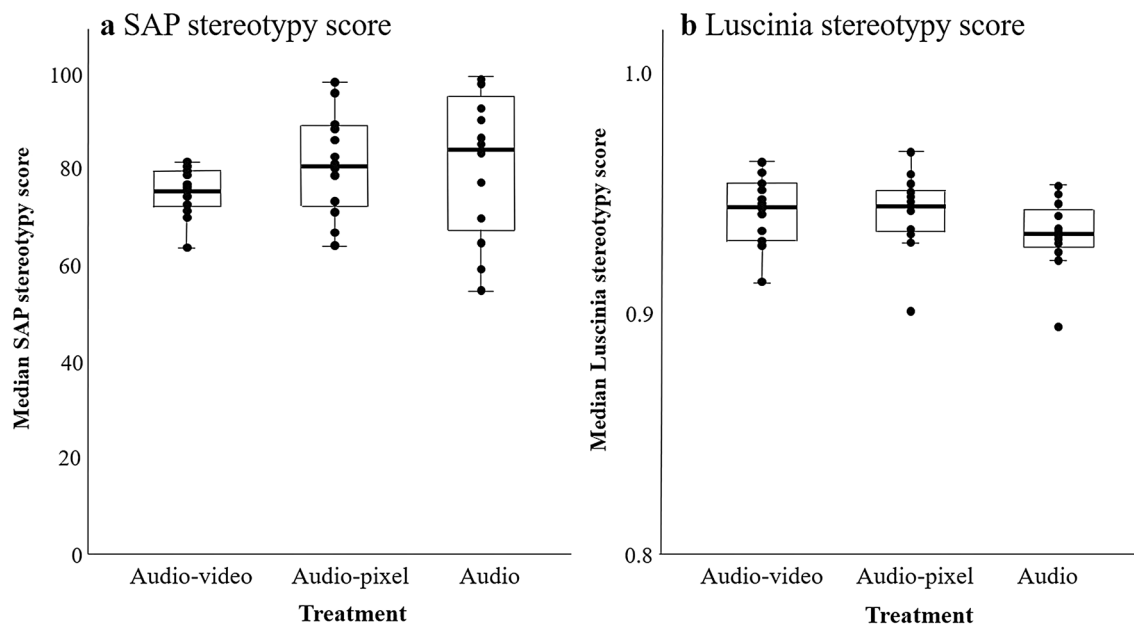 a SAP stereotypy score
Median SAP stereotypy score
100
80
60
40
20
0
Audio-video Audio-pixel Audio
Treatment
b Luscinia stereotypy score
Median Luscinia stereotypy score
1.0
0.9
0.8
Audio-video Audio-pixel Audio
Treatment